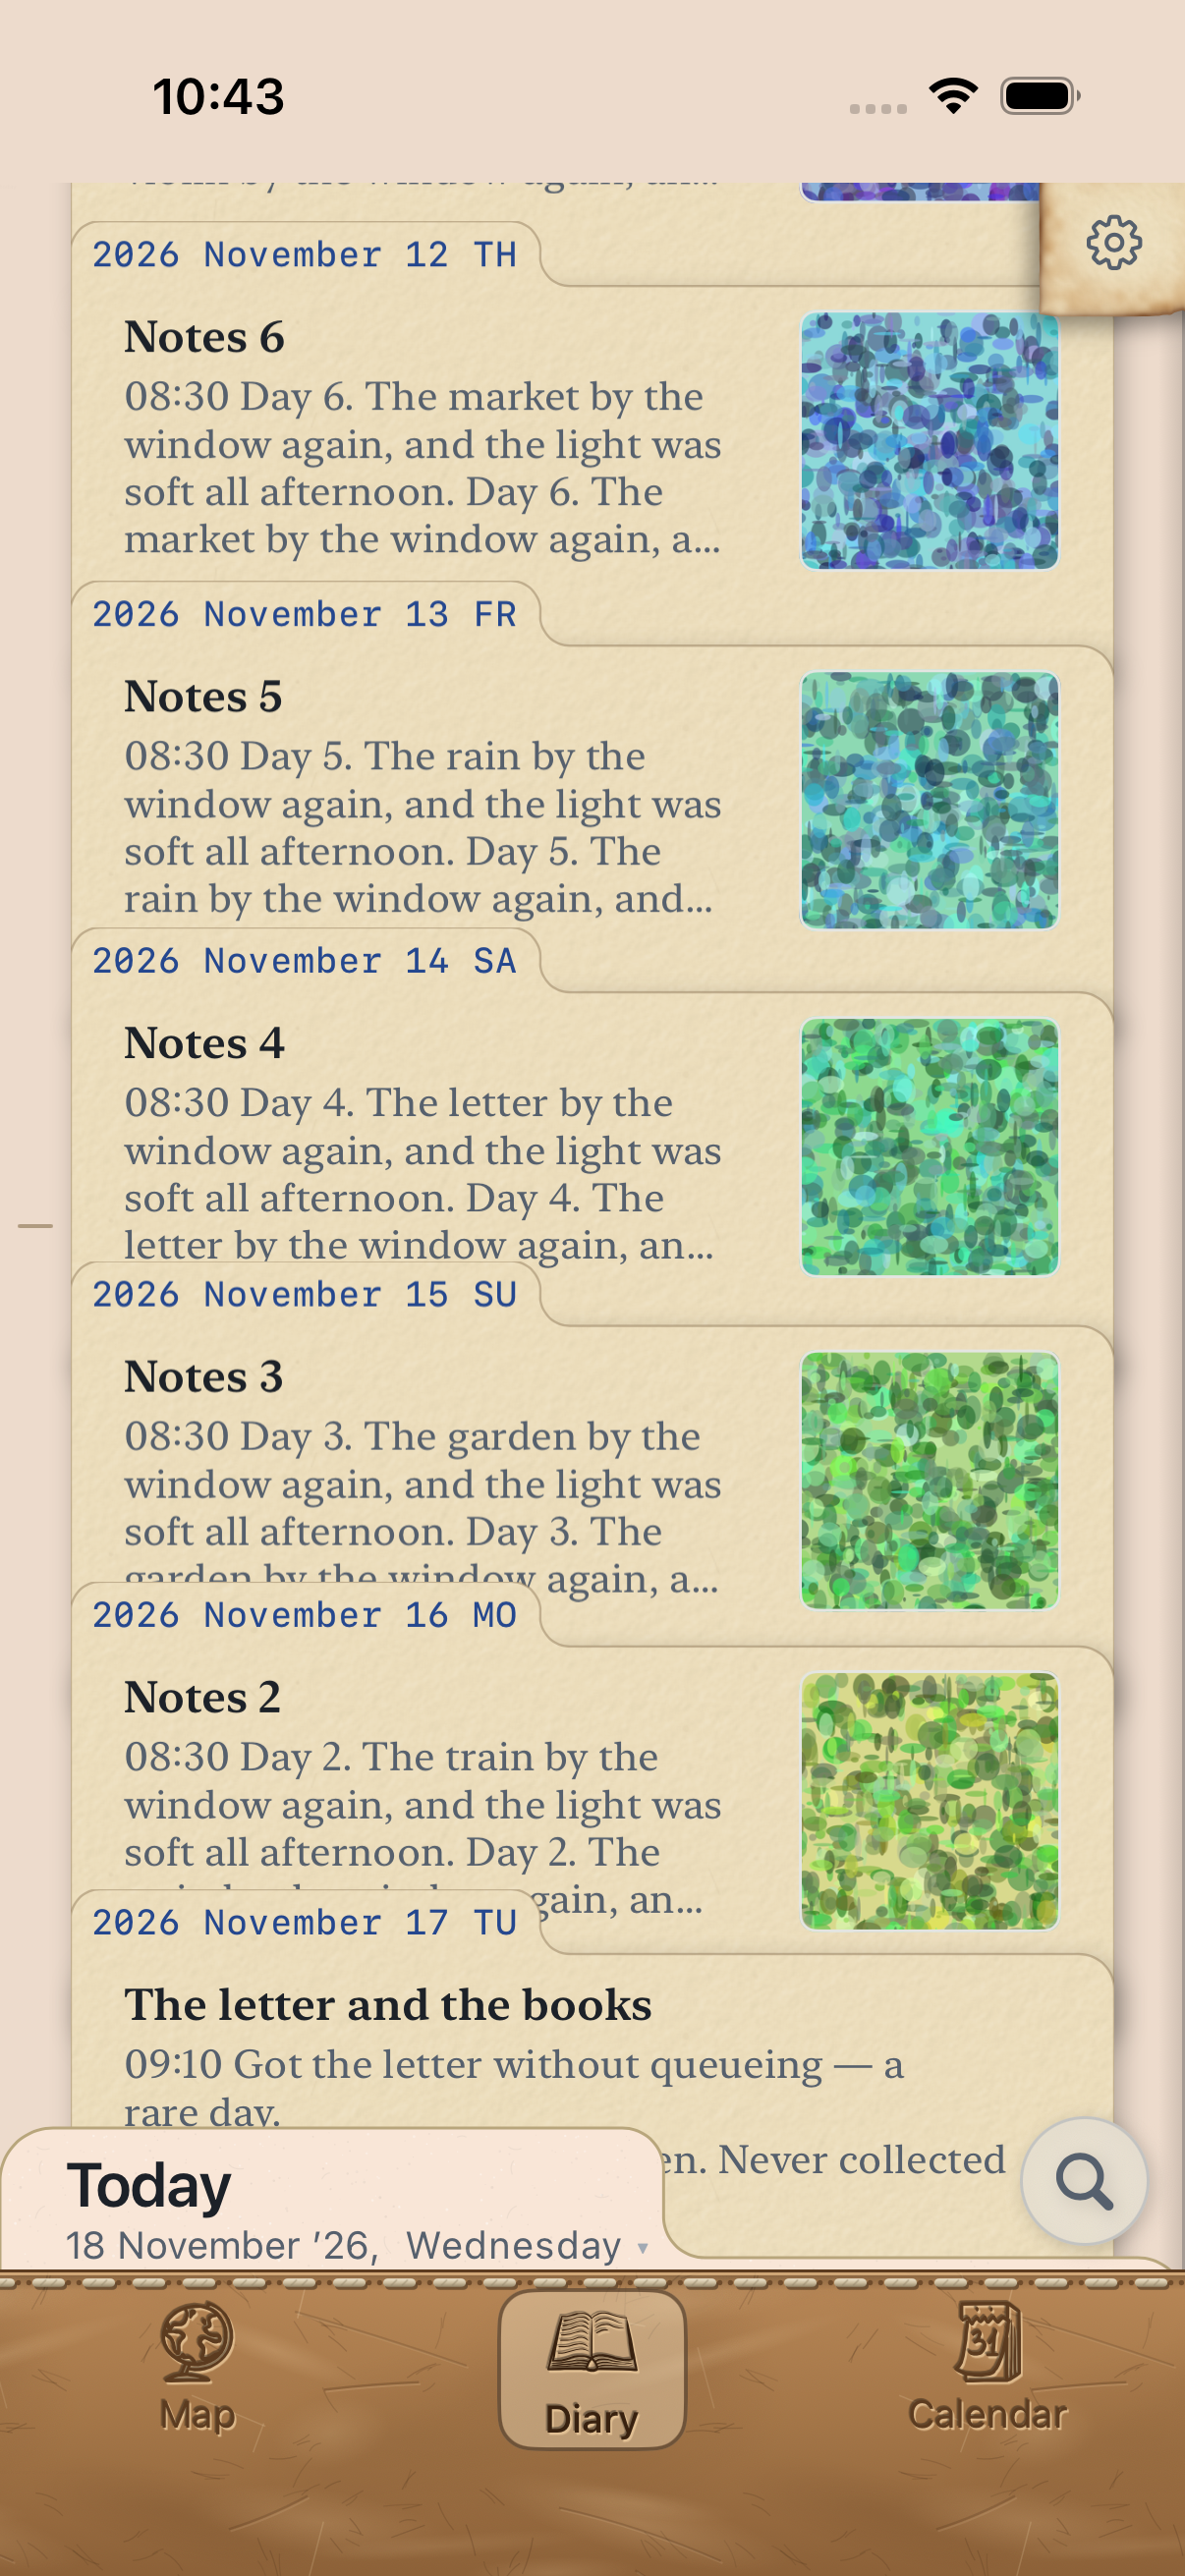 10:43
2026 November 12 TH
Notes 6
08:30 Day 6. The market by the
window again, and the light was
soft all afternoon. Day 6. The
market by the window again, a...
2026 November 13 FR
Notes 5
08:30 Day 5. The rain by the
window again, and the light was
soft all afternoon. Day 5. The
rain by the window again, and...
2026 November 14 SA
Notes 4
08:30 Day 4. The letter by the
window again, and the light was
soft all afternoon. Day 4. The
letter by the window again, an...
2026 November 15 SU
Notes 3
08:30 Day 3. The garden by the
window again, and the light was
soft all afternoon. Day 3. The
garden by the window again, a...
2026 November 16 MO
Notes 2
08:30 Day 2. The train by the
window again, and the light was
soft all afternoon. Day 2. The
gain, an...
2026 November 17 TU
The letter and the books
09:10 Got the letter without queueing — a
rare day.
en. Never collected
Today
18 November ’26, Wednesday ▾
Map
Diary
31
Calendar